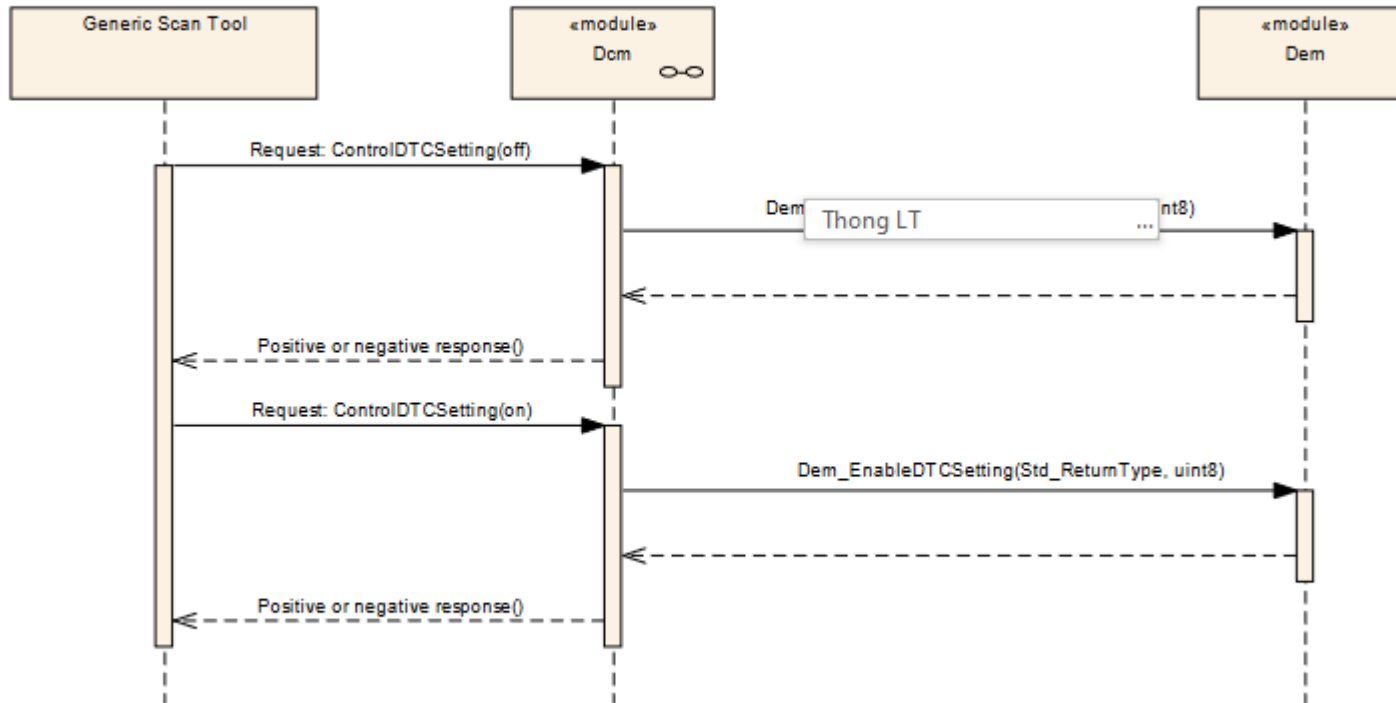 Generic Scan Tool
«module»
Dcm
«module»
Dem
Request: ControlDTCSetting(off)
Dem
nt8)
Thong LT
...
Positive or negative response()
Request: ControlDTCSetting(on)
Dem_EnableDTCSetting(Std_ReturnType, uint8)
Positive or negative response()